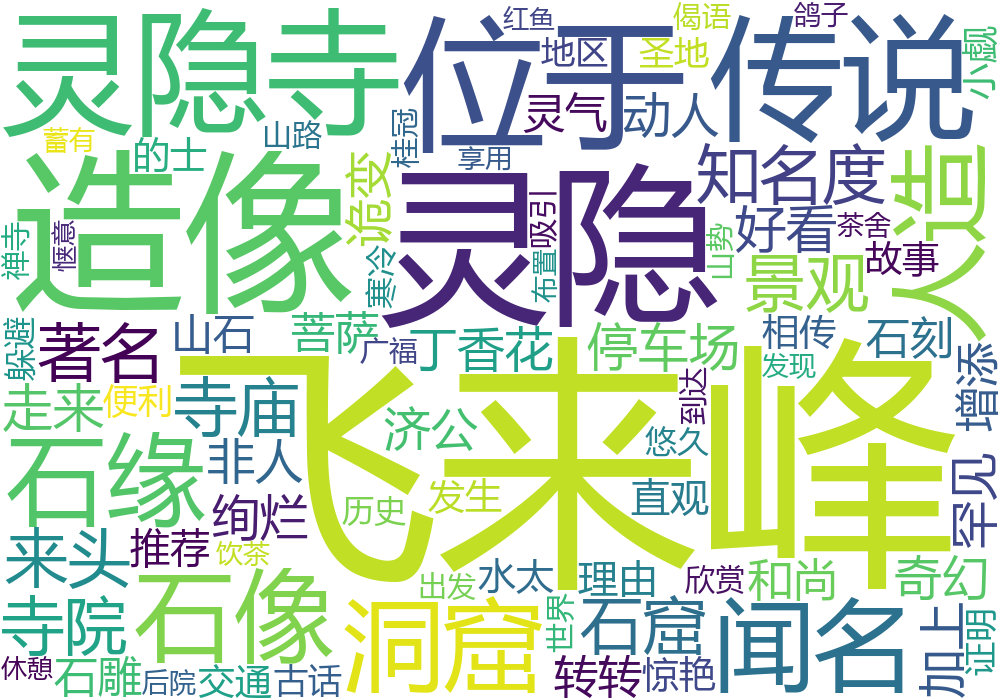 灵隐寺
位于
传说
红鱼
偈语
鸽子
小觑
地区
圣地
灵气
动人
蓄有
山路
桂冠
的士
享用
造像
诡变
灵隐
知名度
人造
禅寺
惬意
吸引
好看
茶舍
山势
故事
寒冷
布置
景观
躲避
著名
山石
菩萨
广福
丁香花
停车场
相传
石刻
发现
增添
飞来峰
走来
便利
寺庙
到达
济公
悠久
石缘
非人
罕见
绚烂
历史
发生
直观
来头
推荐
饮茶
石像
出发
水太
理由
欣赏
和尚
奇幻
寺院
洞窟
世界
石窟
闻名
加上
证明
休憩
石雕
后院
交通
古话
转转
惊艳